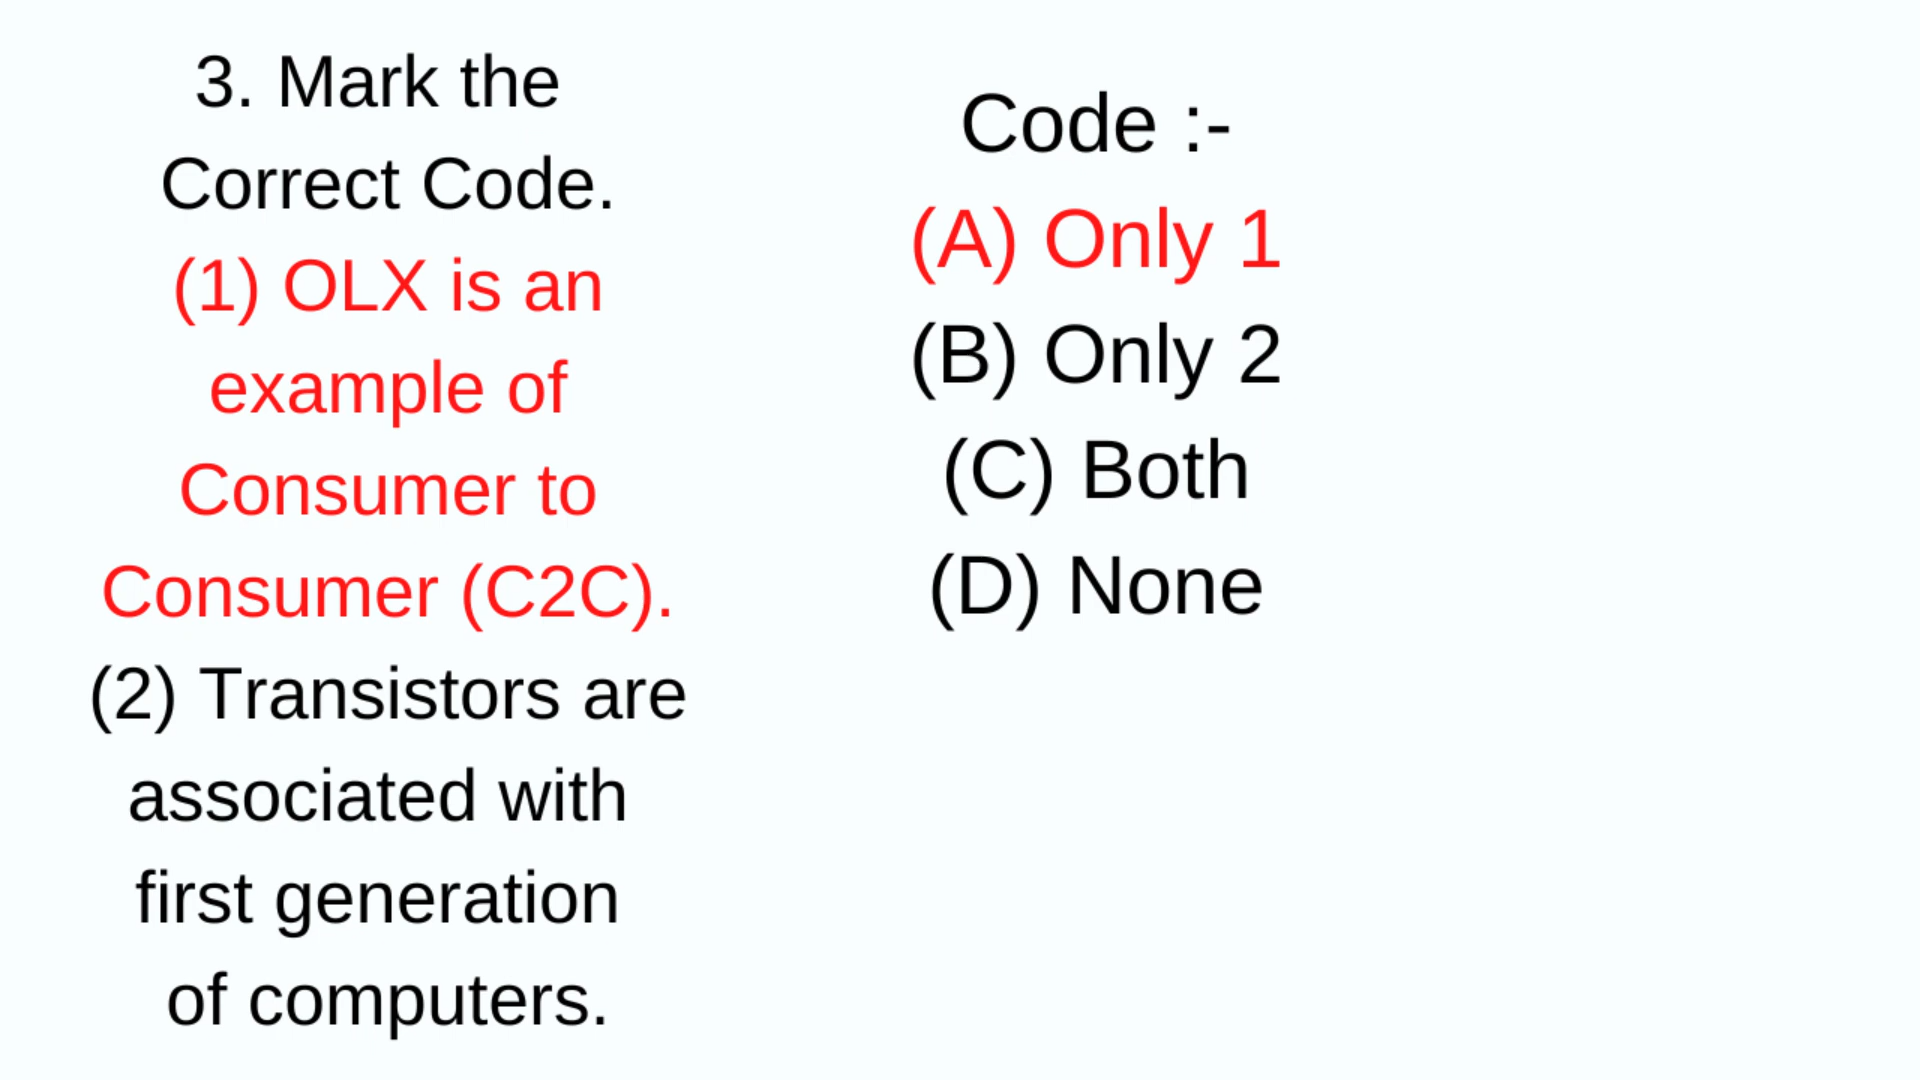 3. Mark the
Correct Code.
(1) OLX is an
example of
Consumer to
Consumer (C2C).
(2) Transistors are
associated with
first generation
of computers.
Code :-
(A) Only 1
(B) Only 2
(C) Both
(D) None